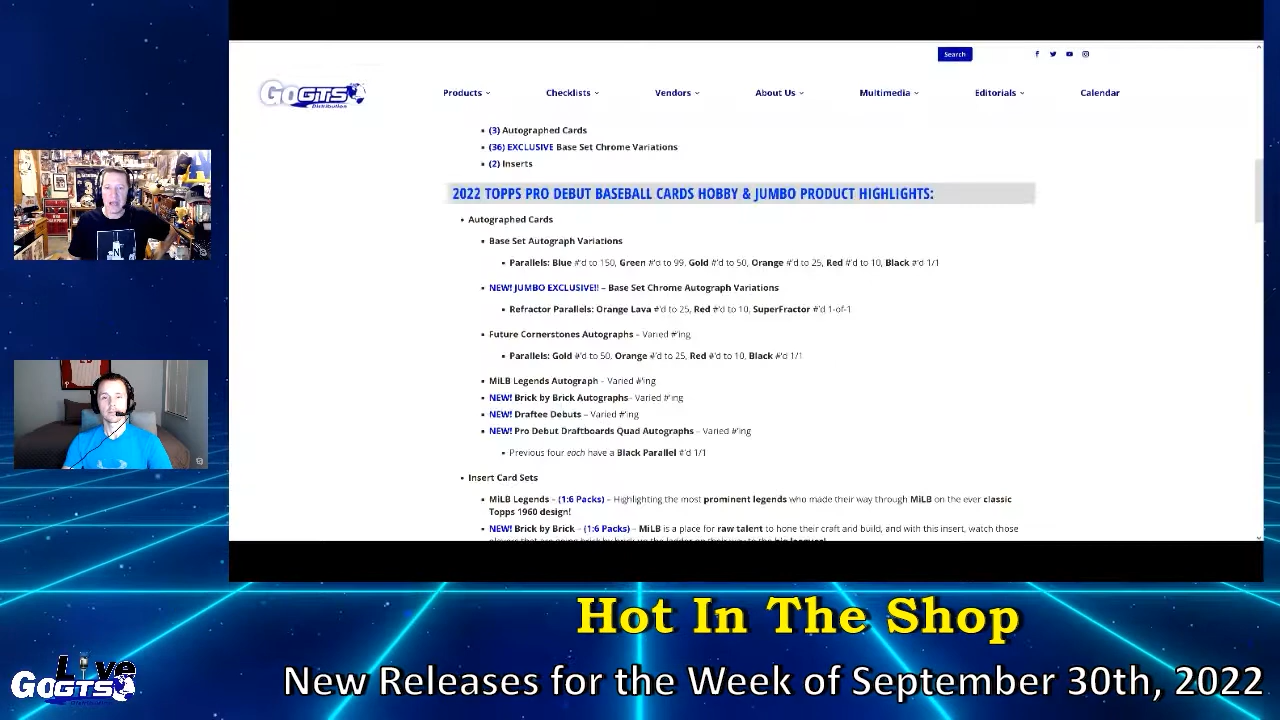 Search
GOGTS
Distribution
Products
Checklists
Vendors
About Us
Multimedia
Editorials
Calendar
(3) Autographed Cards
(36) EXCLUSIVE Base Set Chrome Variations
(2) Inserts
2022 TOPPS PRO DEBUT BASEBALL CARDS HOBBY & JUMBO PRODUCT HIGHLIGHTS:
Autographed Cards
Base Set Autograph Variations
Parallels: Blue #'d to 150, Green #'d to 99, Gold #'d to 50, Orange #'d to 25, Red #'d to 10, Black #'d 1/1
NEW! JUMBO EXCLUSIVE!! – Base Set Chrome Autograph Variations
Refractor Parallels: Orange Lava #'d to 25, Red #'d to 10, SuperFractor #'d 1-of-1
Future Cornerstones Autographs – Varied #'ing
Parallels: Gold #'d to 50, Orange #'d to 25, Red #'d to 10, Black #'d 1/1
MiLB Legends Autograph – Varied #'ing
NEW! Brick by Brick Autographs- Varied #'ing
NEW! Draftee Debuts – Varied #'ing
NEW! Pro Debut Draftboards Quad Autographs – Varied #'ing
Previous four each have a Black Parallel #'d 1/1
Insert Card Sets
MiLB Legends – (1:6 Packs) – Highlighting the most prominent legends who made their way through MiLB on the ever classic
Topps 1960 design!
NEW! Brick by Brick – (1:6 Packs) – MiLB is a place for raw talent to hone their craft and build, and with this insert, watch those
Hot In The Shop
Live
GOGTS
New Releases for the Week of September 30th, 2022